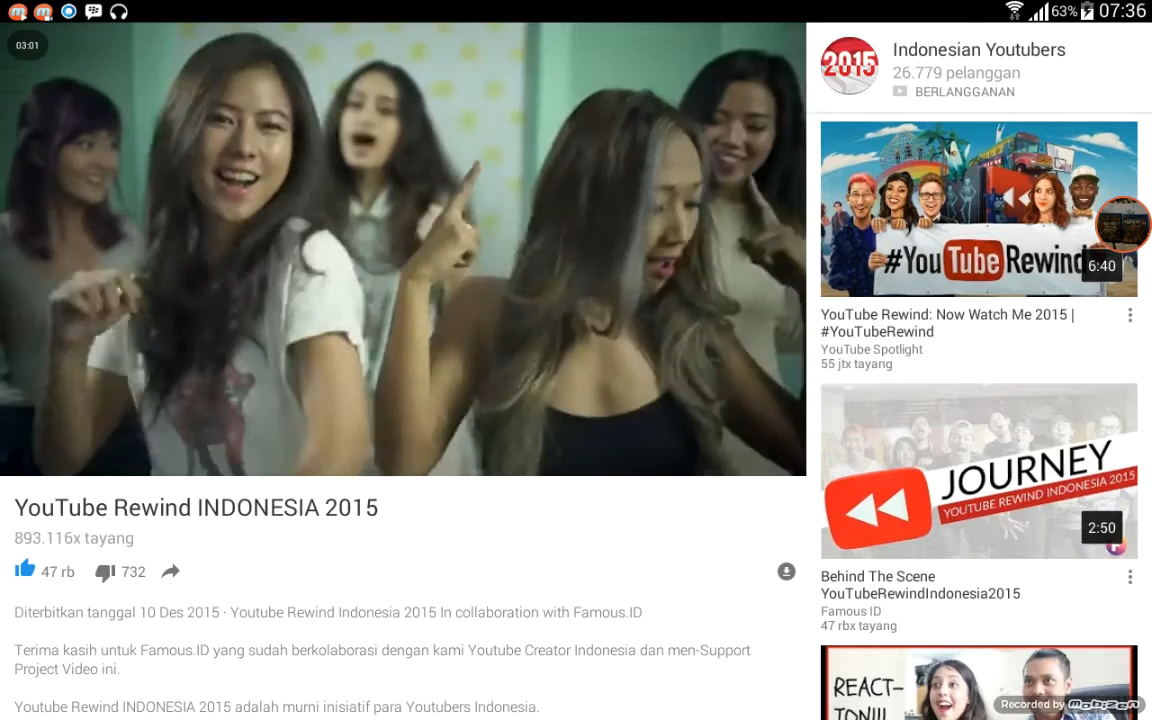 63% 07:36
03:01
2015
Indonesian Youtubers
26.779 pelanggan
BERLANGGANAN
#YouTubeRewind
6:40
YouTube Rewind: Now Watch Me 2015 |
#YouTubeRewind
YouTube Spotlight
55 jtx tayang
JOURNEY
YOUTUBE REWIND INDONESIA 2015
2:50
Behind The Scene
YouTubeRewindIndonesia2015
Famous ID
47 rbx tayang
REACT-
TON!!!
Recorded by mobizen
YouTube Rewind INDONESIA 2015
893.116x tayang
47 rb 732
Diterbitkan tanggal 10 Des 2015 · Youtube Rewind Indonesia 2015 In collaboration with Famous.ID
Terima kasih untuk Famous.ID yang sudah berkolaborasi dengan kami Youtube Creator Indonesia dan men-Support
Project Video ini.
Youtube Rewind INDONESIA 2015 adalah murni inisiatif para Youtubers Indonesia.